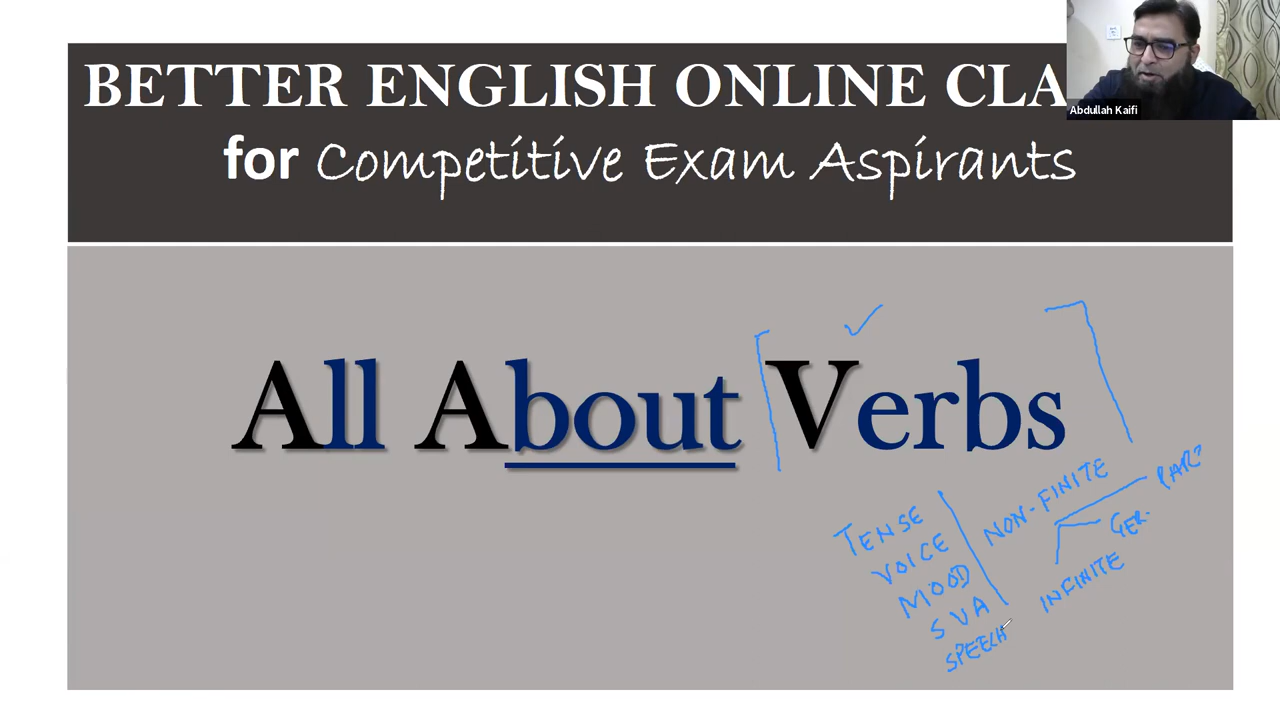 BETTER ENGLISH ONLINE CLA
Abdullah Kaifi
for Competitive Exam Aspirants
All About Verbs
TENSE
VOICE
MOOD
SVA
SPEECH
NON-FINITE
PART
GER.
INFINITE